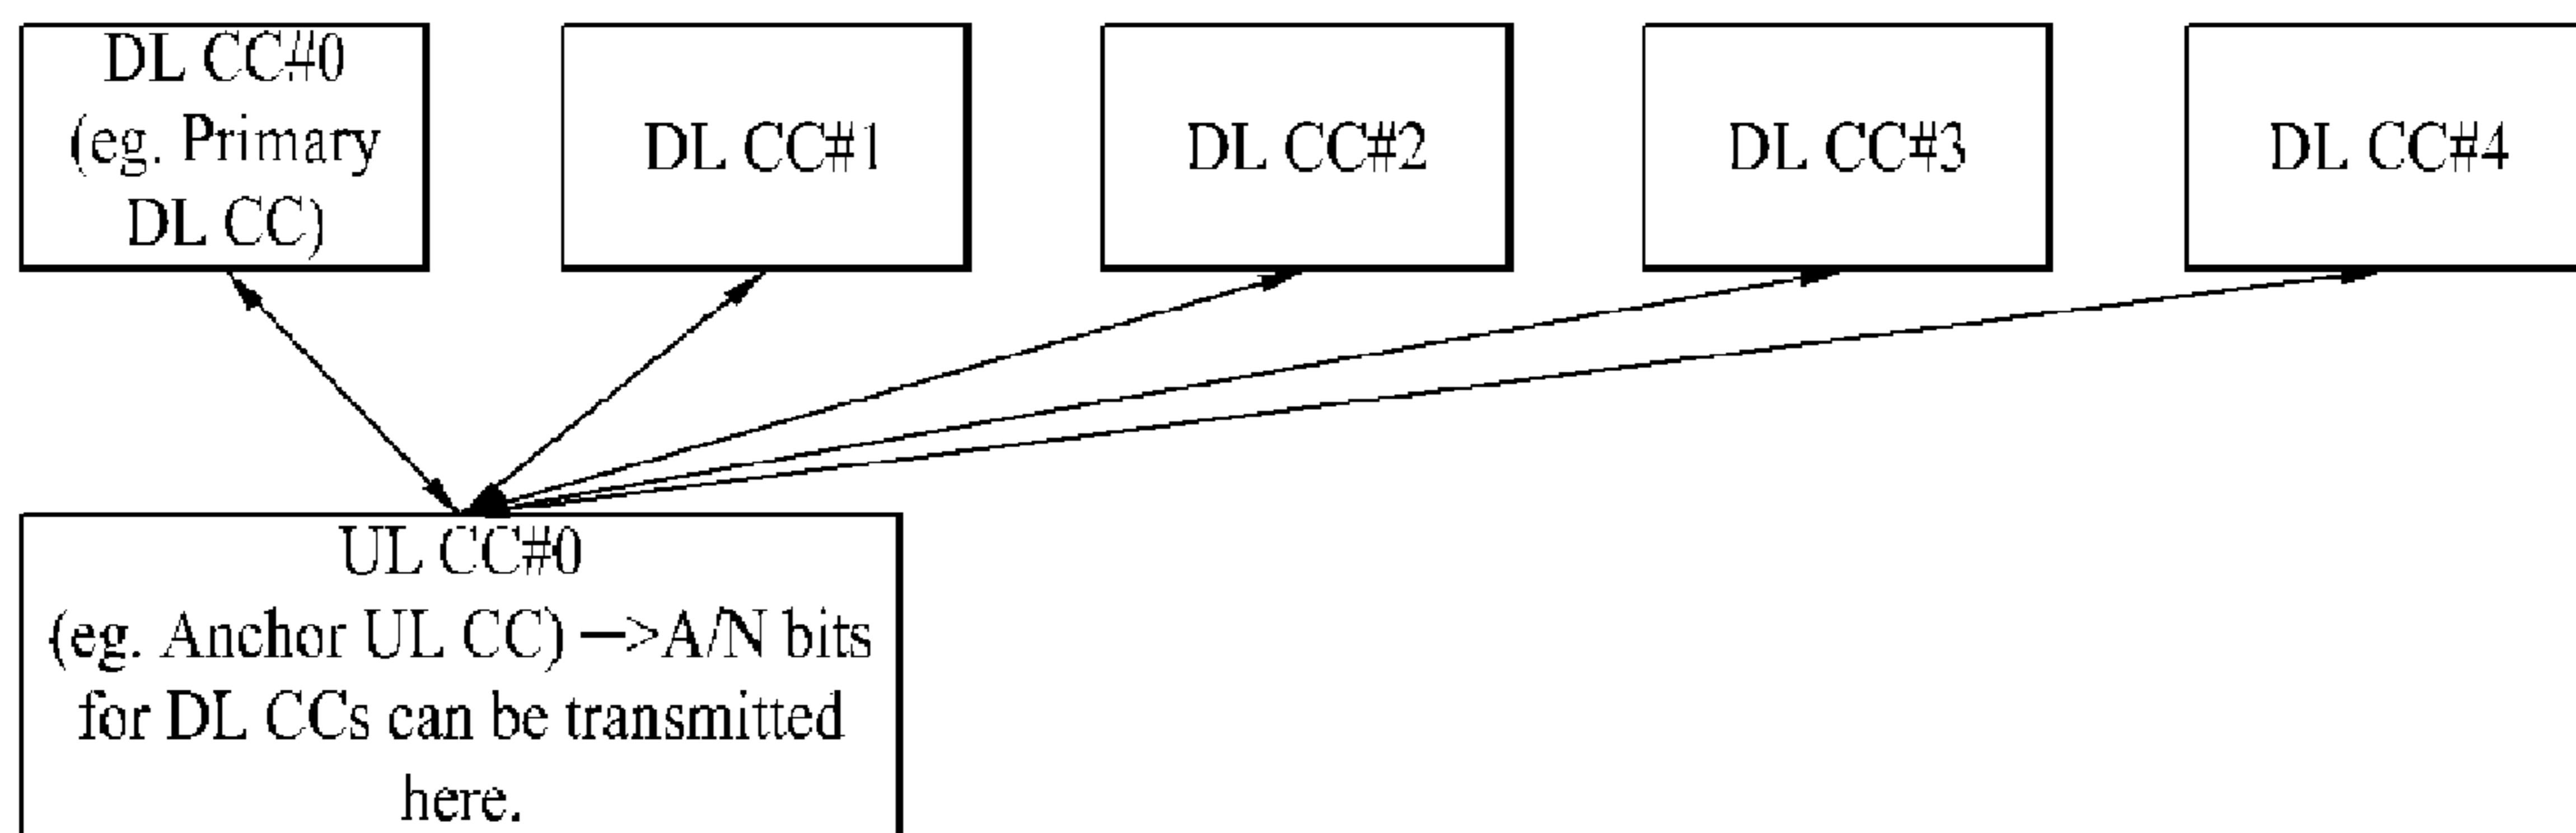 DL CC#0
(eg. Primary
DL CC)
DL CC#1
DL CC#2
DL CC#3
DL CC#4
UL CC#0
(eg. Anchor UL CC) —>A/N bits
for DL CCs can be transmitted
here.